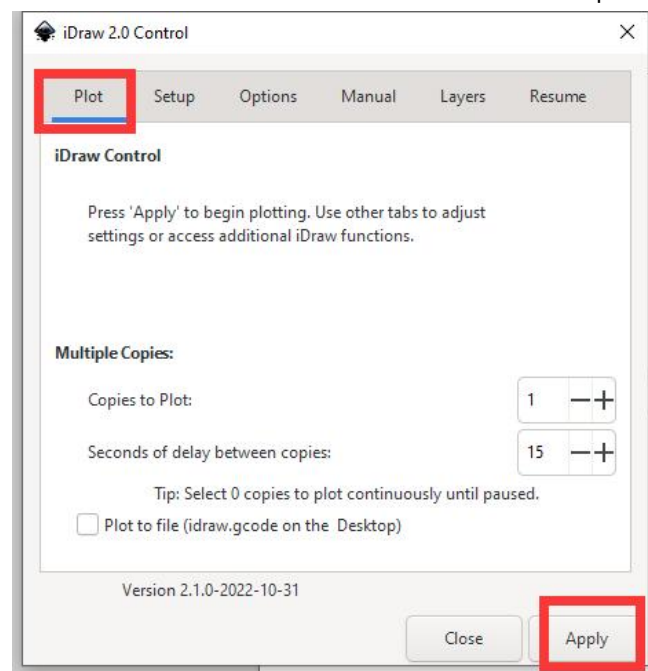 iDraw 2.0 Control
Plot Setup Options Manual Layers Resume
iDraw Control
Press 'Apply' to begin plotting. Use other tabs to adjust
settings or access additional iDraw functions.
Multiple Copies:
Copies to Plot: 1
Seconds of delay between copies: 15
Tip: Select 0 copies to plot continuously until paused.
Plot to file (idraw.gcode on the Desktop)
Version 2.1.0-2022-10-31
Close Apply